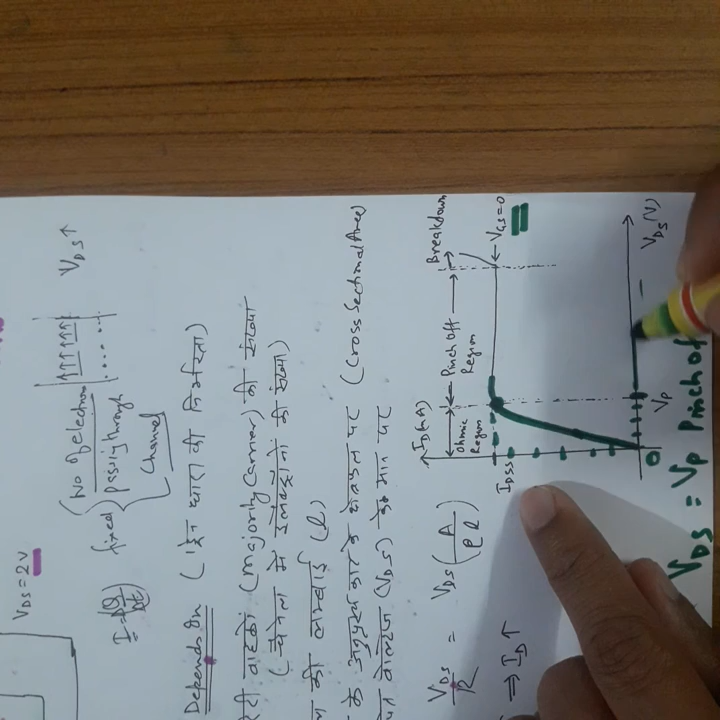 VDS = 2V
I = dQ/dt
fixed
(No of electron
passing through
channel
↑↑↑↑↑
VDS↑
Depends On (ड्रेन धारा की निर्भरता)
वाहको (majority carrier) की संख्या
(चैनल में इलेक्ट्रानों की संख्या)
की लम्बाई (l)
के अनुप्रस्थ काट के क्षेत्रफल पर (cross sectional Area)
(VDS) के मान पर
VDS/R = VDS (A/ρl)
→ ID↑
ID(mA)
Ohmic Region
Pinch Off Region
Breakdown
IDSS
← VGS=0
0
VP
VDS(V)
VDS = VP Pinch of